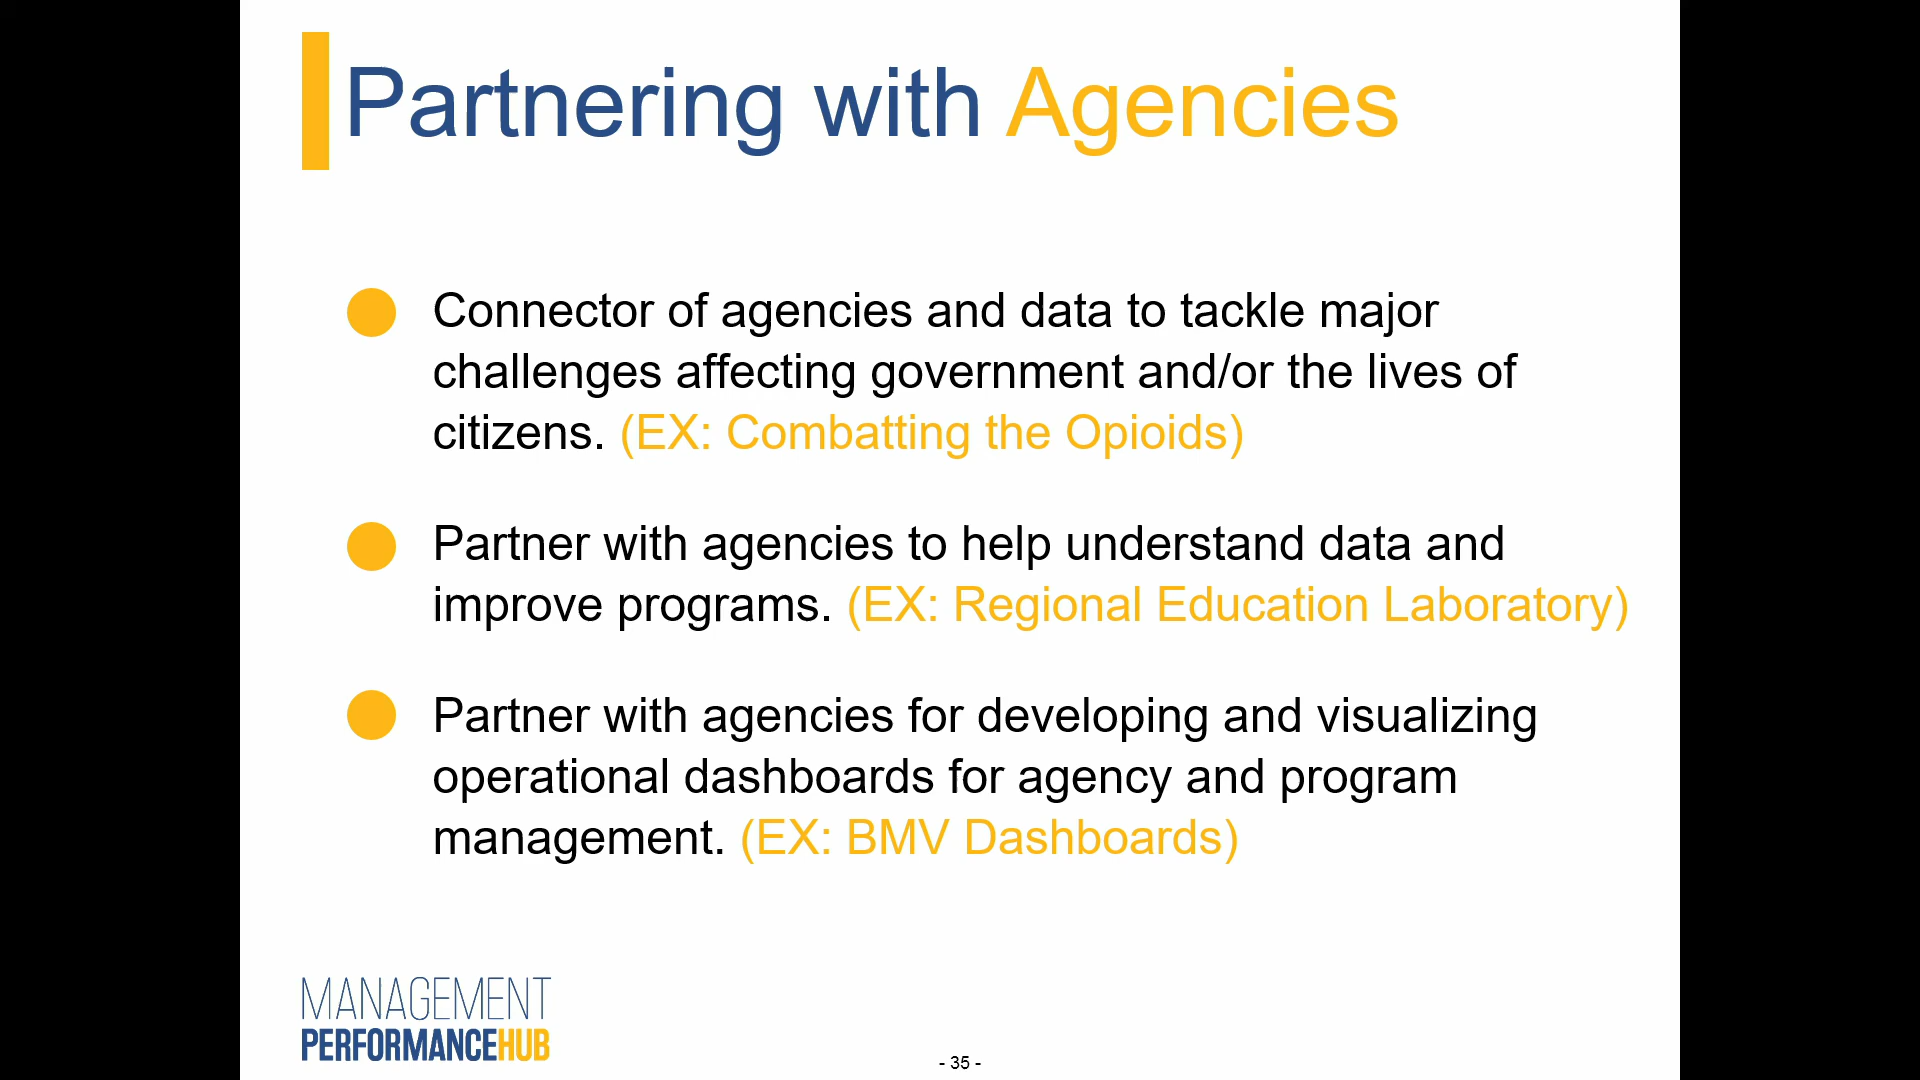 Partnering with Agencies
Connector of agencies and data to tackle major
challenges affecting government and/or the lives of
citizens. (EX: Combatting the Opioids)
Partner with agencies to help understand data and
improve programs. (EX: Regional Education Laboratory)
Partner with agencies for developing and visualizing
operational dashboards for agency and program
management. (EX: BMV Dashboards)
MANAGEMENT
PERFORMANCEHUB
- 35 -